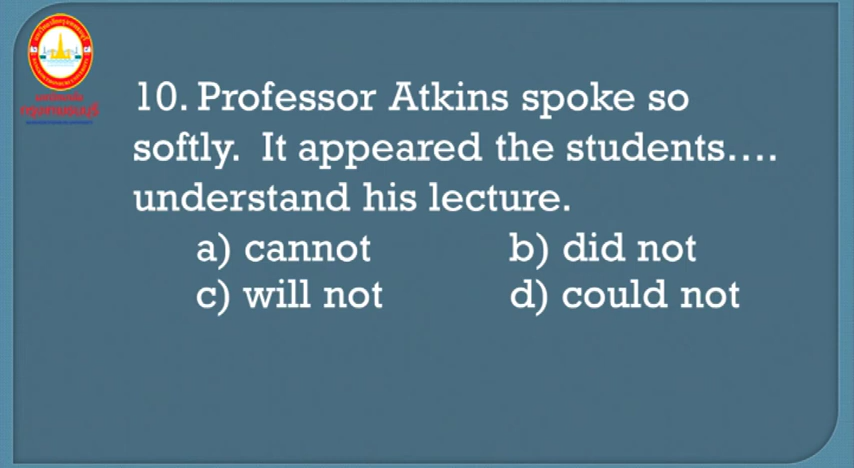 10. Professor Atkins spoke so
softly. It appeared the students....
understand his lecture.
a) cannot b) did not
c) will not d) could not